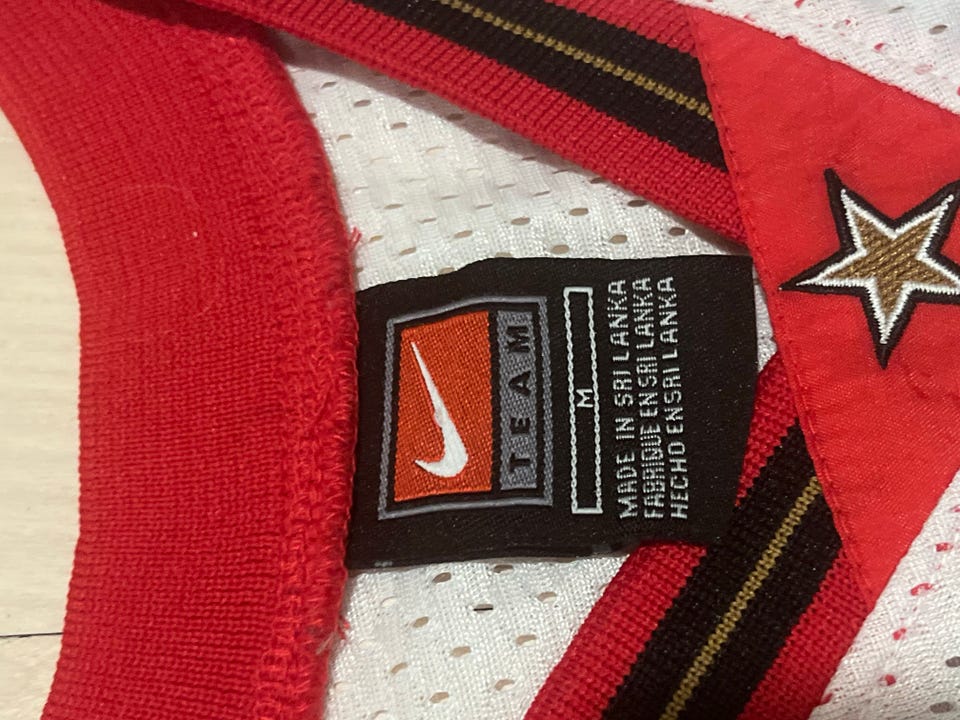 TEAM
M
MADE IN SRI LANKA
FABRIQUE EN SRI LANKA
HECHO EN SRI LANKA